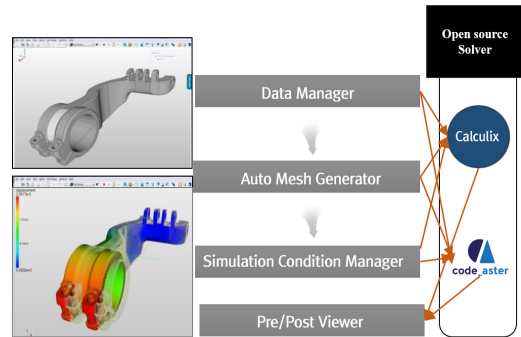 Open source
Solver
Data Manager
Calculix
Auto Mesh Generator
Simulation Condition Manager
code_aster
Pre/Post Viewer